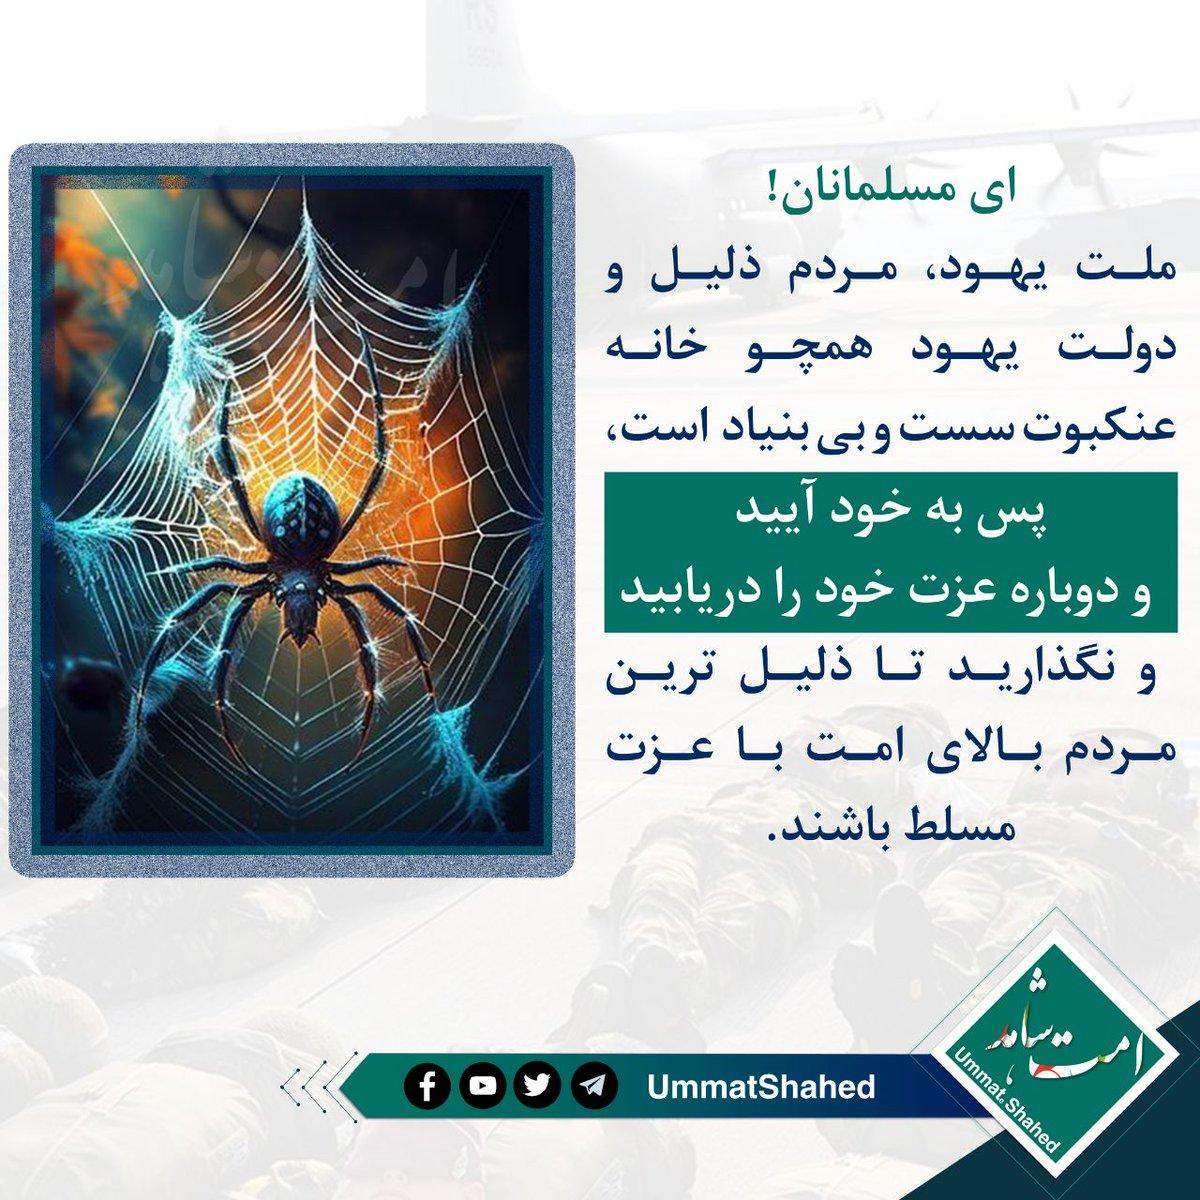 ای مسلمانان!
ملت یهود، مردم ذلیل و
دولت یهود همچو خانه
عنکبوت سست و بی بنیاد است،
پس به خود آیید
و دوباره عزت خود را دریابید
و نگذارید تا ذلیل ترین
مردم بالای امت با عزت
مسلط باشند.
امت شاهد
Ummat Shahed
UmmatShahed